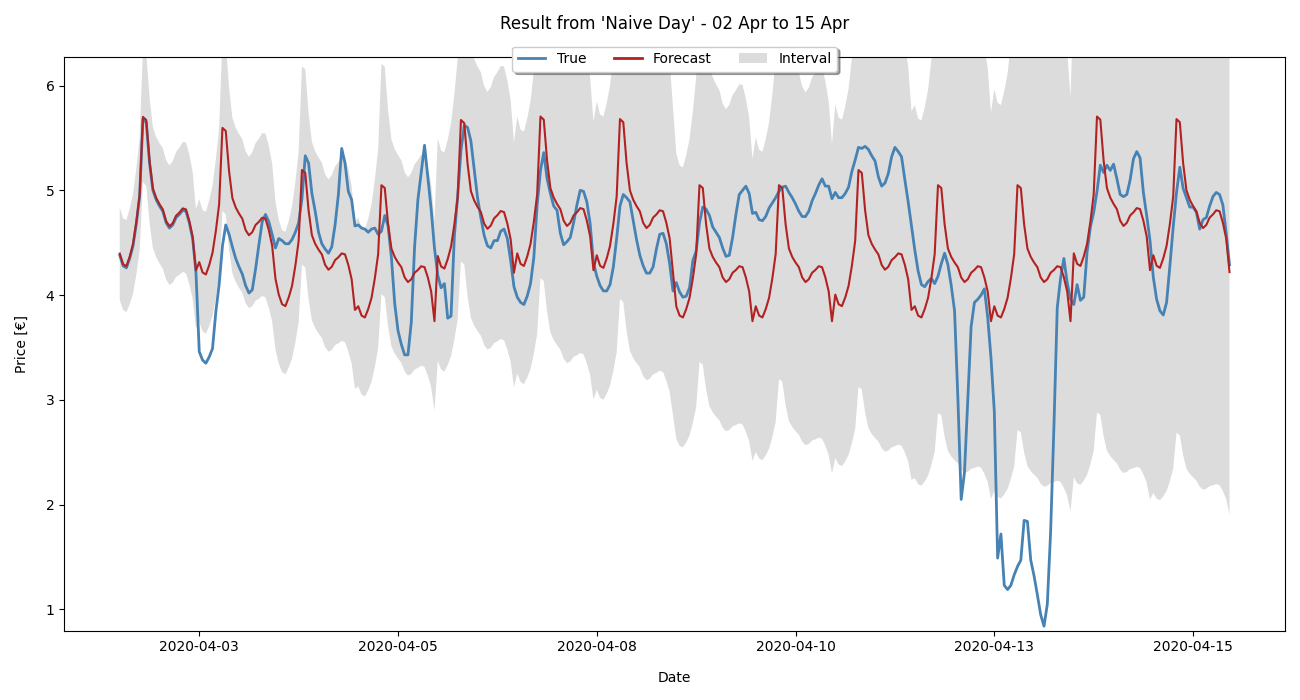 Result from 'Naive Day' - 02 Apr to 15 Apr
True Forecast Interval
6
5
4
3
2
1
Price [€]
2020-04-03 2020-04-05 2020-04-08 2020-04-10 2020-04-13 2020-04-15
Date